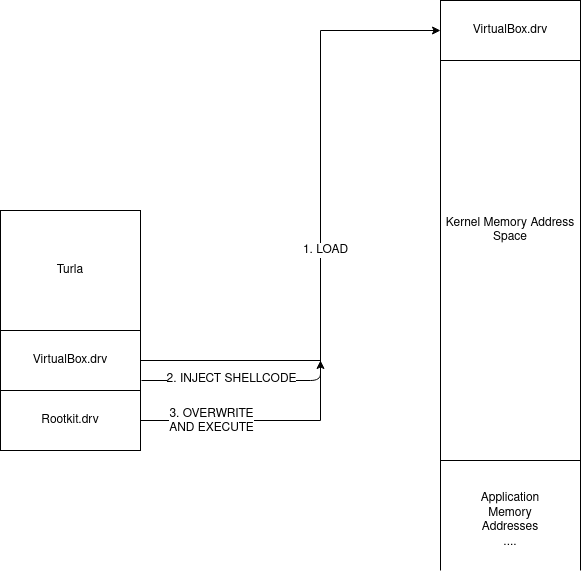 VirtualBox.drv
Kernel Memory Address
Space
1. LOAD
Turla
VirtualBox.drv
2. INJECT SHELLCODE
Rootkit.drv
3. OVERWRITE
AND EXECUTE
Application
Memory
Addresses
....